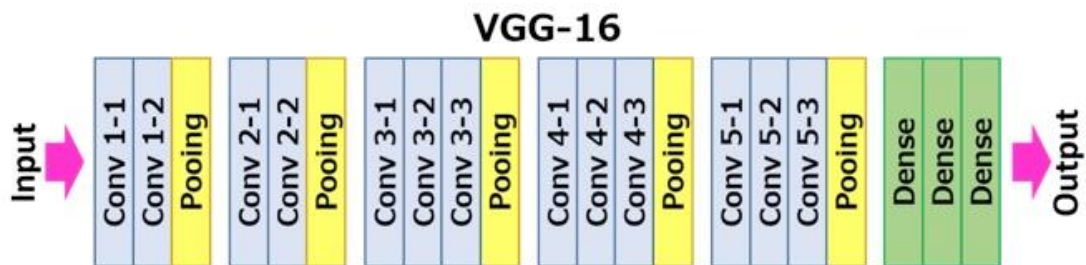 VGG-16
Input
Conv 1-1
Conv 1-2
Pooing
Conv 2-1
Conv 2-2
Pooing
Conv 3-1
Conv 3-2
Conv 3-3
Pooing
Conv 4-1
Conv 4-2
Conv 4-3
Pooing
Conv 5-1
Conv 5-2
Conv 5-3
Pooing
Dense
Dense
Dense
Output